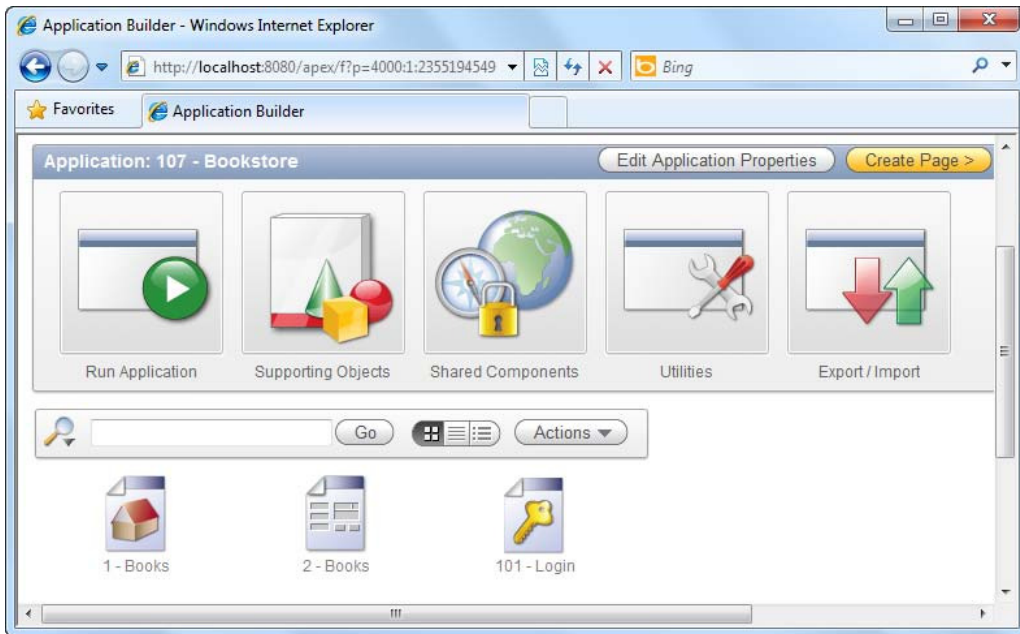 Application Builder - Windows Internet Explorer
http://localhost:8080/apex/f?p=4000:1:2355194549
Bing
Favorites
Application Builder
Application: 107 - Bookstore
Edit Application Properties
Create Page >
Run Application
Supporting Objects
Shared Components
Utilities
Export / Import
Go
Actions
1 - Books
2 - Books
101 - Login